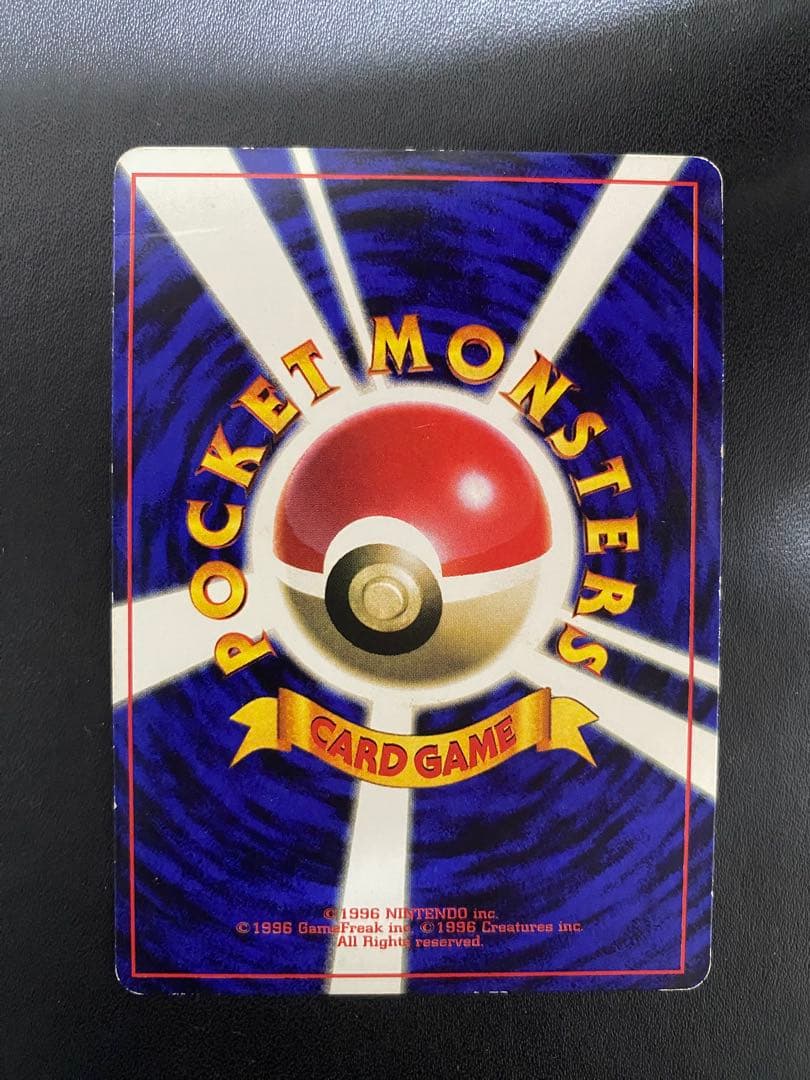 POCKET MONSTERS
CARD GAME
©1996 NINTENDO inc.
©1996 GameFreak inc. ©1996 Creatures inc.
All Rights reserved.